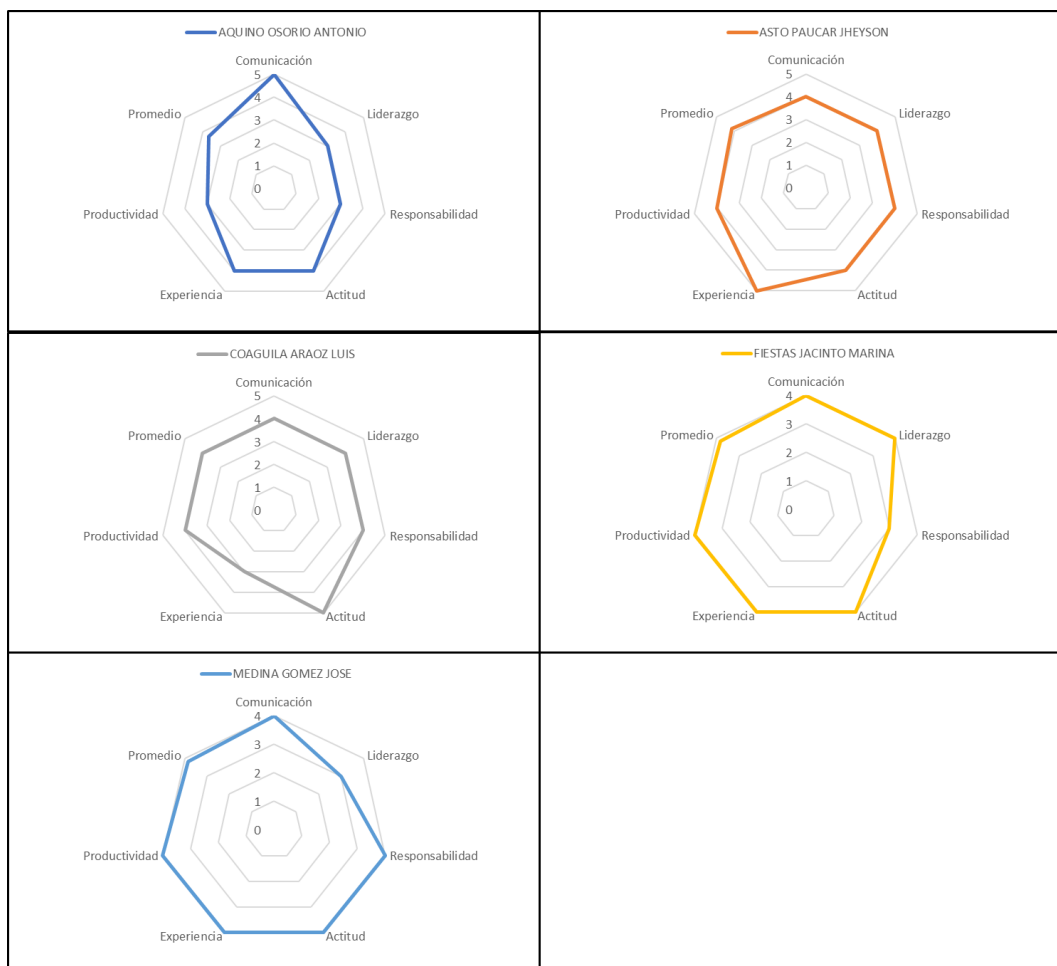 AQUINO OSORIO ANTONIO
Comunicación
5
4
3
2
1
0
Promedio
Liderazgo
Productividad
Responsabilidad
Experiencia
Actitud
ASTO PAUCAR JHEYSON
Comunicación
5
4
3
2
1
0
Promedio
Liderazgo
Productividad
Responsabilidad
Experiencia
Actitud
COAGUILA ARAOZ LUIS
Comunicación
5
4
3
2
1
0
Promedio
Liderazgo
Productividad
Responsabilidad
Experiencia
Actitud
FIESTAS JACINTO MARINA
Comunicación
4
3
2
1
0
Promedio
Liderazgo
Productividad
Responsabilidad
Experiencia
Actitud
MEDINA GOMEZ JOSE
Comunicación
4
3
2
1
0
Promedio
Liderazgo
Productividad
Responsabilidad
Experiencia
Actitud